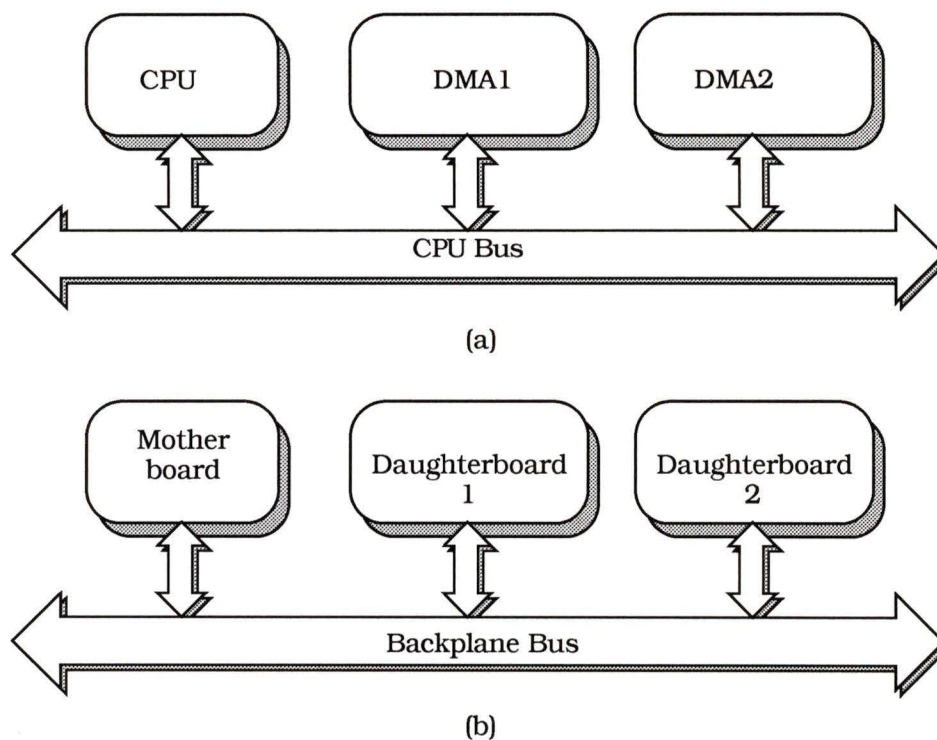 CPU
DMA1
DMA2
CPU Bus
(a)
Mother
board
Daughterboard
1
Daughterboard
2
Backplane Bus
(b)